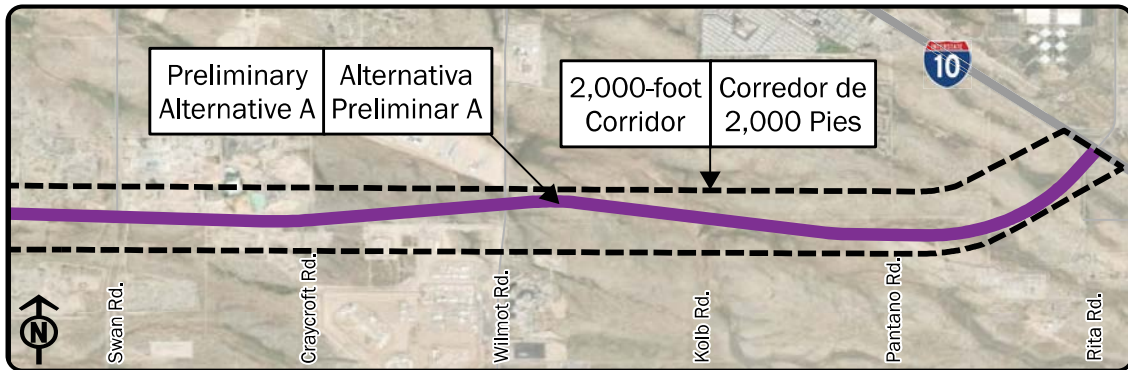 Preliminary
Alternative A
Alternativa
Preliminar A
2,000-foot
Corridor
Corredor de
2,000 Pies
INTERSTATE
10
N
Swan Rd.
Craycroft Rd.
Wilmot Rd.
Kolb Rd.
Pantano Rd.
Rita Rd.